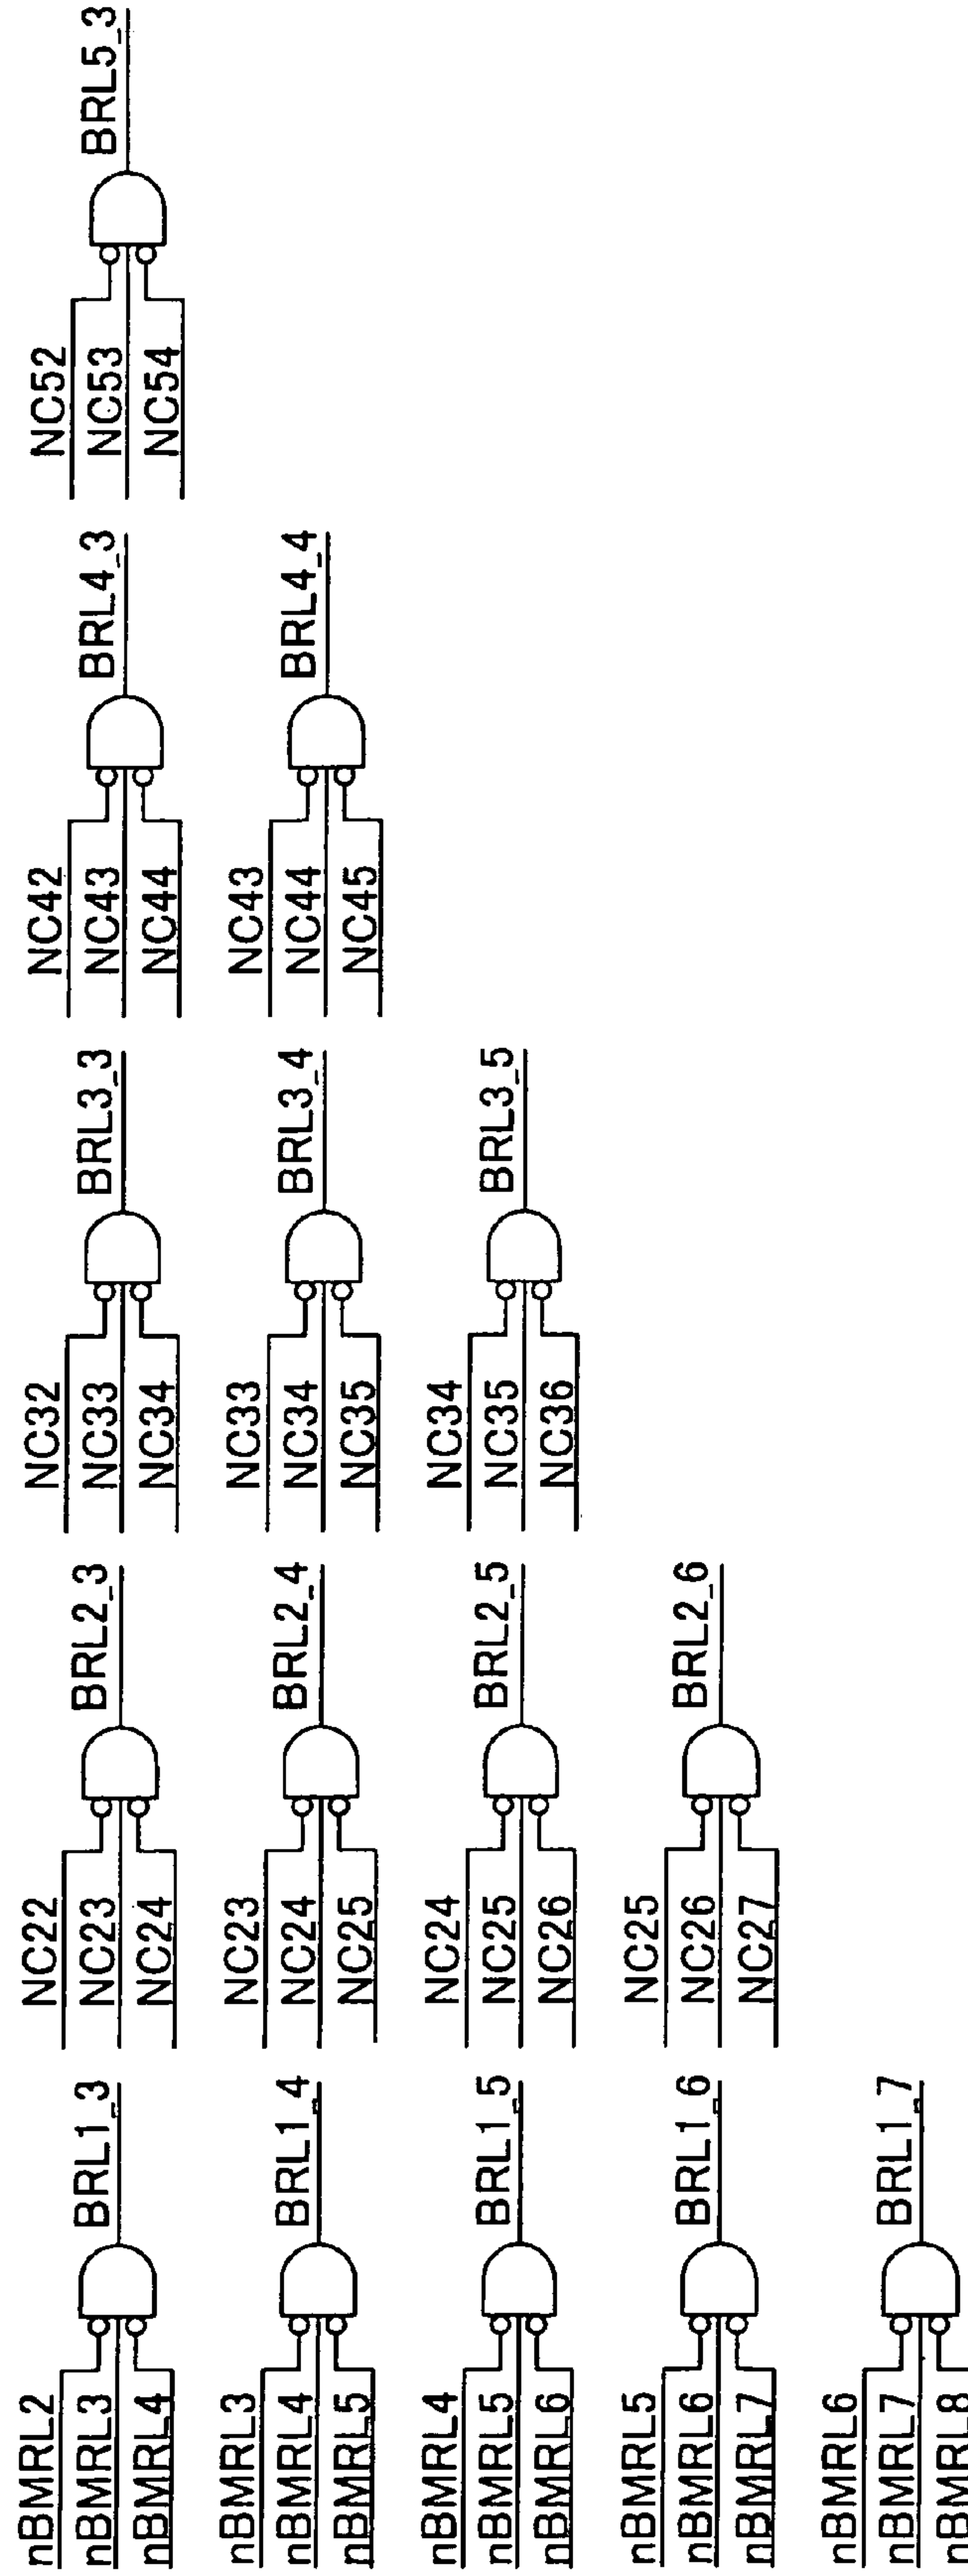 nBMRL2
nBMRL3
nBMRL4
BRL1_3
nBMRL3
nBMRL4
nBMRL5
BRL1_4
nBMRL4
nBMRL5
nBMRL6
BRL1_5
nBMRL5
nBMRL6
nBMRL7
BRL1_6
nBMRL6
nBMRL7
nBMRL8
BRL1_7
NC22
NC23
NC24
BRL2_3
NC23
NC24
NC25
BRL2_4
NC24
NC25
NC26
BRL2_5
NC25
NC26
NC27
BRL2_6
NC32
NC33
NC34
BRL3_3
NC33
NC34
NC35
BRL3_4
NC34
NC35
NC36
BRL3_5
NC42
NC43
NC44
BRL4_3
NC43
NC44
NC45
BRL4_4
NC52
NC53
NC54
BRL5_3